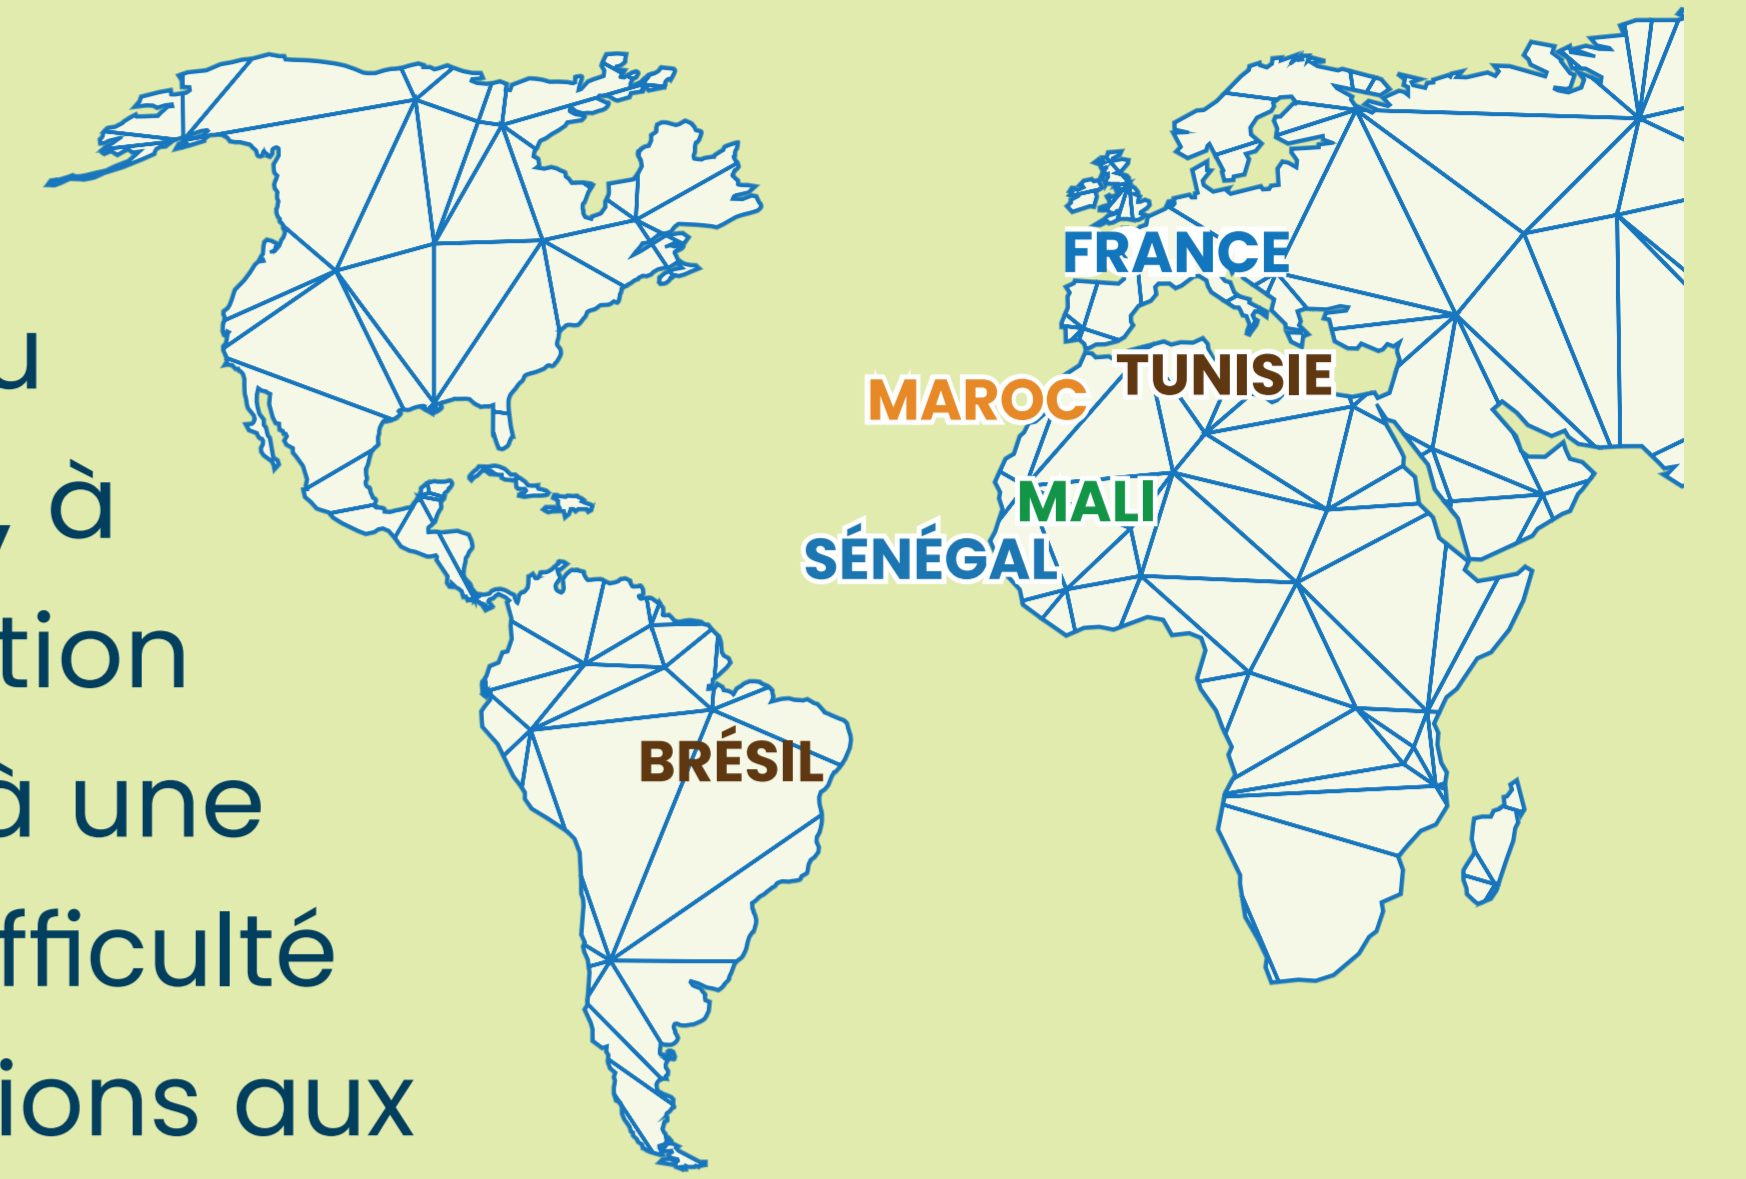 u
, à
tion
à une
fficulté
ions aux
FRANCE
TUNISIE
MAROC
MALI
SÉNÉGAL
BRÉSIL